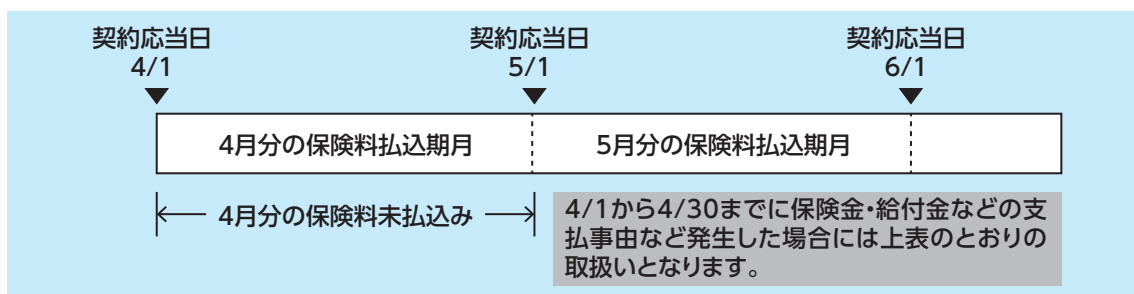 契約応当日 契約応当日 契約応当日
4/1 5/1 6/1
4月分の保険料払込期月 5月分の保険料払込期月
4月分の保険料未払込み
4/1から4/30までに保険金・給付金などの支
払事由など発生した場合には上表のとおりの
取扱いとなります。